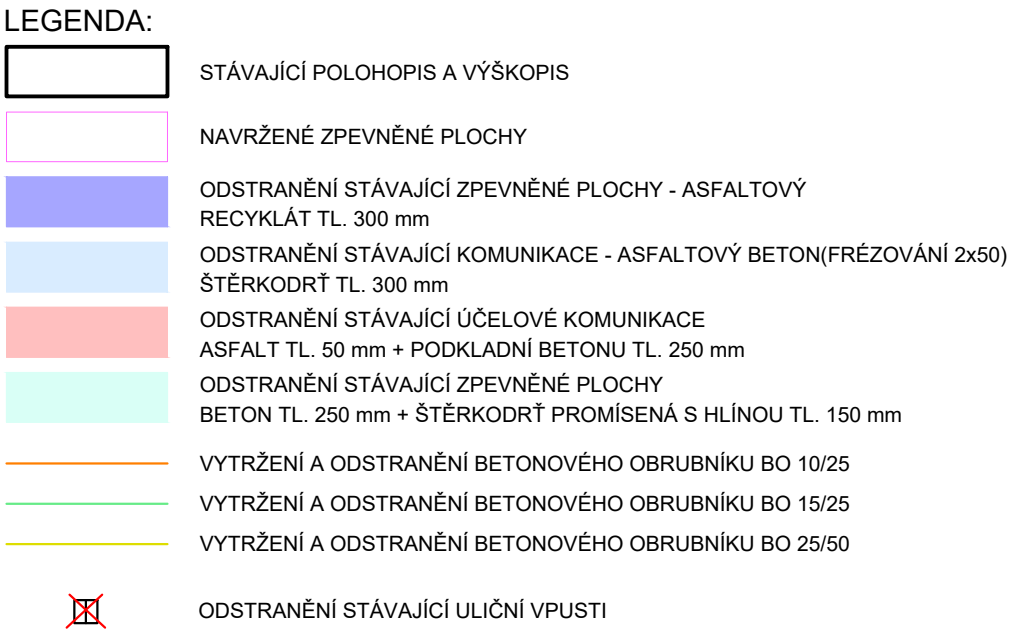 LEGENDA:
STÁVAJÍCÍ POLOHOPIS A VÝŠKOPIS
NAVRŽENÉ ZPEVNĚNÉ PLOCHY
ODSTRANĚNÍ STÁVAJÍCÍ ZPEVNĚNÉ PLOCHY - ASFALTOVÝ
RECYKLÁT TL. 300 mm
ODSTRANĚNÍ STÁVAJÍCÍ KOMUNIKACE - ASFALTOVÝ BETON(FRÉZOVÁNÍ 2x50)
ŠTĚRKODRŤ TL. 300 mm
ODSTRANĚNÍ STÁVAJÍCÍ ÚČELOVÉ KOMUNIKACE
ASFALT TL. 50 mm + PODKLADNÍ BETONU TL. 250 mm
ODSTRANĚNÍ STÁVAJÍCÍ ZPEVNĚNÉ PLOCHY
BETON TL. 250 mm + ŠTĚRKODRŤ PROMÍSENÁ S HLÍNOU TL. 150 mm
VYTRŽENÍ A ODSTRANĚNÍ BETONOVÉHO OBRUBNÍKU BO 10/25
VYTRŽENÍ A ODSTRANĚNÍ BETONOVÉHO OBRUBNÍKU BO 15/25
VYTRŽENÍ A ODSTRANĚNÍ BETONOVÉHO OBRUBNÍKU BO 25/50
ODSTRANĚNÍ STÁVAJÍCÍ ULIČNÍ VPUSTI